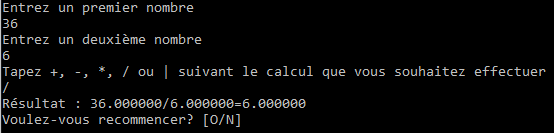 Entrez un premier nombre
36
Entrez un deuxième nombre
6
Tapez +, -, *, / ou | suivant le calcul que vous souhaitez effectuer
/
Résultat : 36.000000/6.000000=6.000000
Voulez-vous recommencer? [O/N]